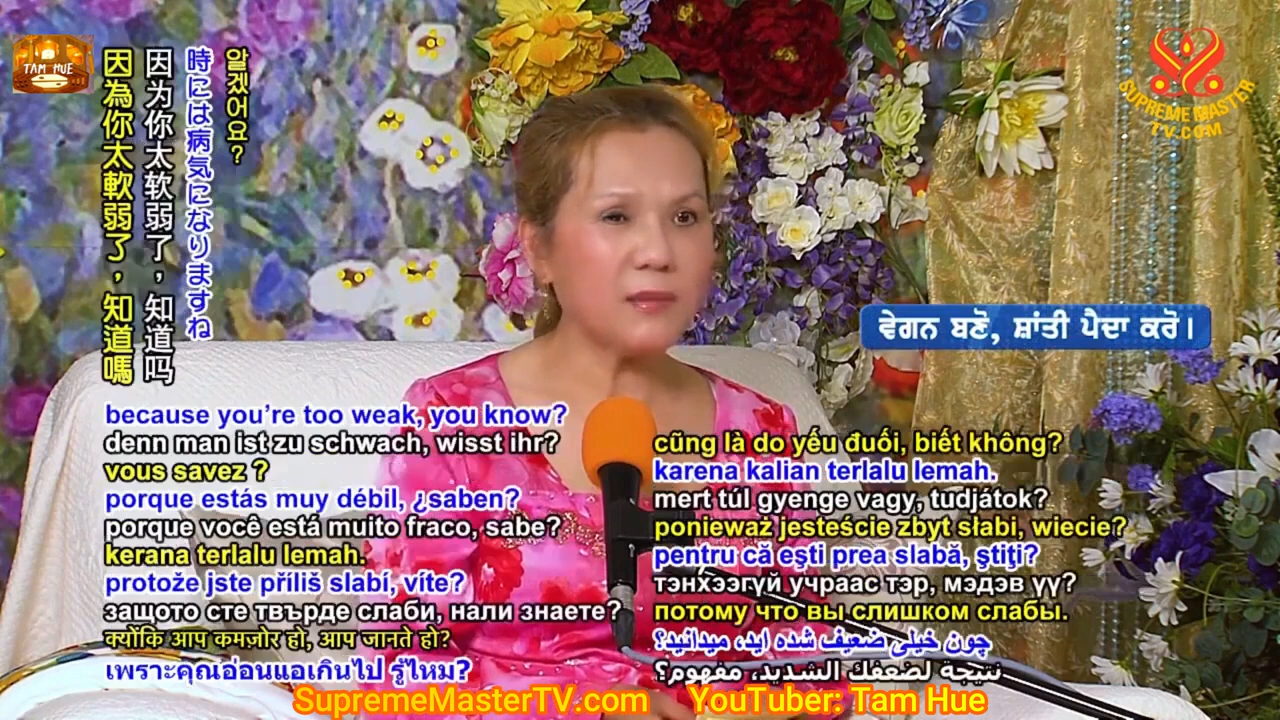 TAM HUE
SUPREME MASTER
TV.COM
알겠어요?
時には病気になりますね
因为你太软弱了，知道吗
因為你太軟弱了，知道嗎
ਵੇਗਨ ਬਣੋ, ਸ਼ਾਂਤੀ ਪੈਦਾ ਕਰੋ।
because you're too weak, you know?
denn man ist zu schwach, wisst ihr?
vous savez ?
porque estás muy débil, ¿saben?
porque você está muito fraco, sabe?
kerana terlalu lemah.
protože jste příliš slabí, víte?
защото сте твърде слаби, нали знаете?
क्योंकि आप कमज़ोर हो, आप जानते हो?
เพราะคุณอ่อนแอเกินไป รู้ไหม?
cũng là do yếu đuối, biết không?
karena kalian terlalu lemah.
mert túl gyenge vagy, tudjátok?
ponieważ jesteście zbyt słabi, wiecie?
pentru că eşti prea slabă, ştiţi?
тэнхээгүй учраас тэр, мэдэв үү?
потому что вы слишком слабы.
چون خیلی ضعیف شده اید، میدانید؟
نتيجة لضعفك الشديد، مفهوم؟
SupremeMasterTV.com YouTuber: Tam Hue